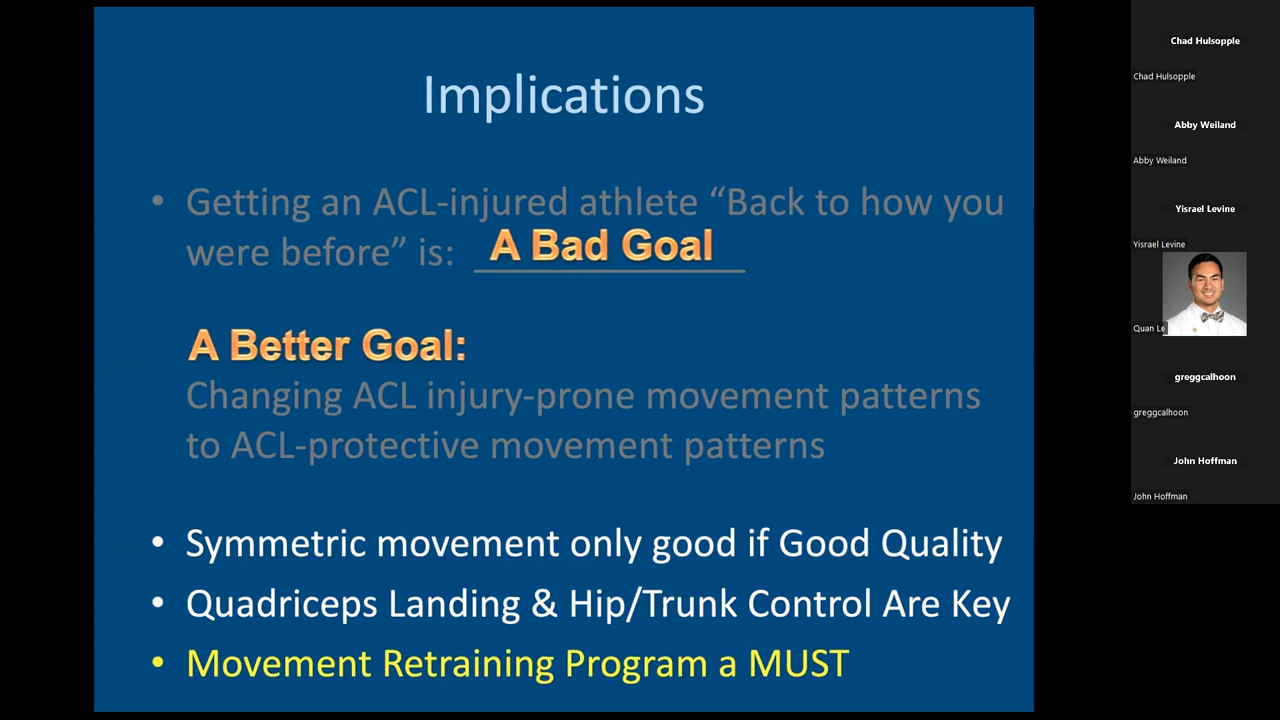 Implications
• Getting an ACL-injured athlete “Back to how you
were before” is: A Bad Goal
A Better Goal:
Changing ACL injury-prone movement patterns
to ACL-protective movement patterns
• Symmetric movement only good if Good Quality
• Quadriceps Landing & Hip/Trunk Control Are Key
• Movement Retraining Program a MUST
Chad Hulsopple
Chad Hulsopple
Abby Weiland
Abby Weiland
Yisrael Levine
Yisrael Levine
Quan Le
greggcalhoon
greggcalhoon
John Hoffman
John Hoffman